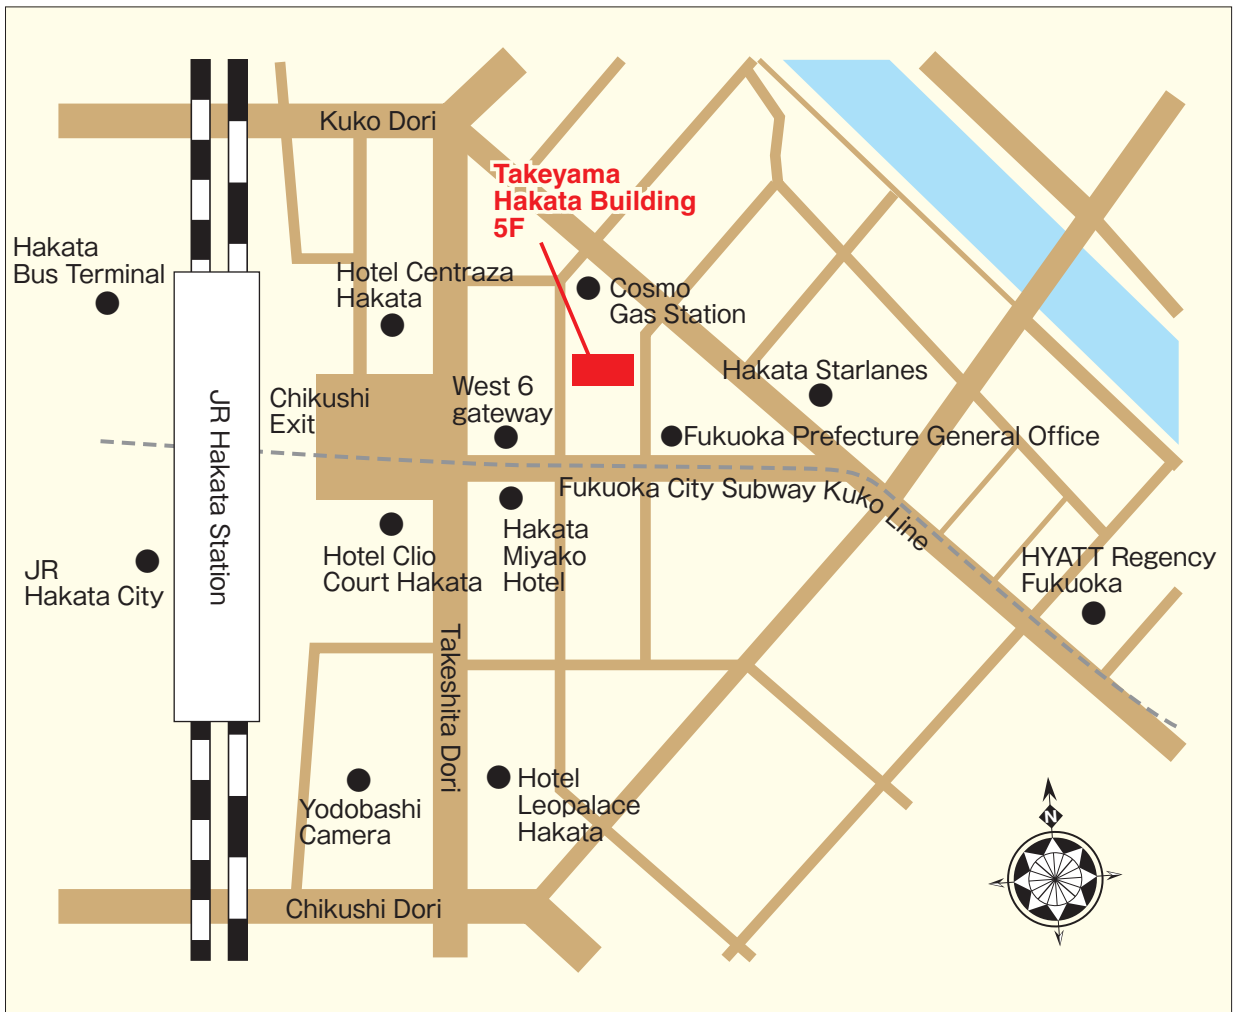 Kuko Dori
Takeyama
Hakata Building
5F
Hakata
Bus Terminal
Hotel Centraza
Hakata
Cosmo
Gas Station
Chikushi
Exit
West 6
gateway
Hakata Starlanes
JR Hakata Station
Fukuoka Prefecture General Office
Fukuoka City Subway Kuko Line
Hotel Clio
Court Hakata
Hakata
Miyako
Hotel
JR
Hakata City
HYATT Regency
Fukuoka
Takeshita Dori
Yodobashi
Camera
Hotel
Leopalace
Hakata
N
Chikushi Dori